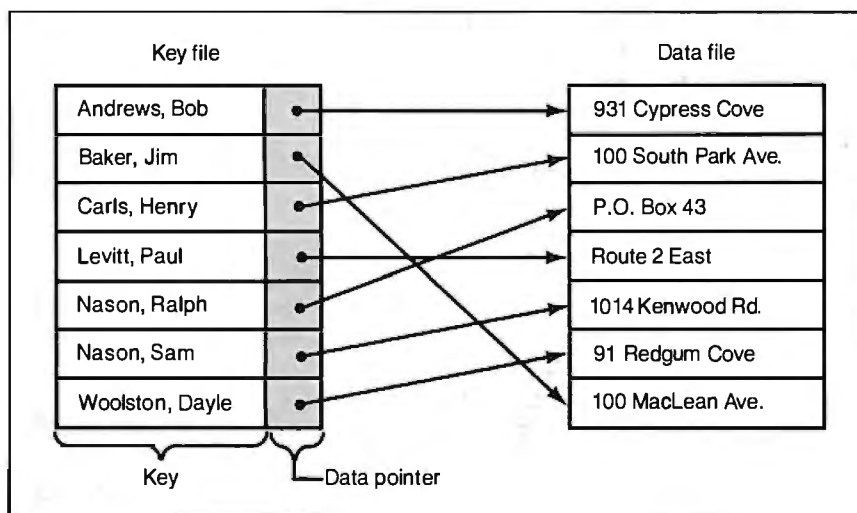 Key file
Data file
Andrews, Bob
931 Cypress Cove
Baker, Jim
100 South Park Ave.
Carls, Henry
P.O. Box 43
Levitt, Paul
Route 2 East
Nason, Ralph
1014 Kenwood Rd.
Nason, Sam
91 Redgum Cove
Woolston, Dayle
100 MacLean Ave.
Key
Data pointer